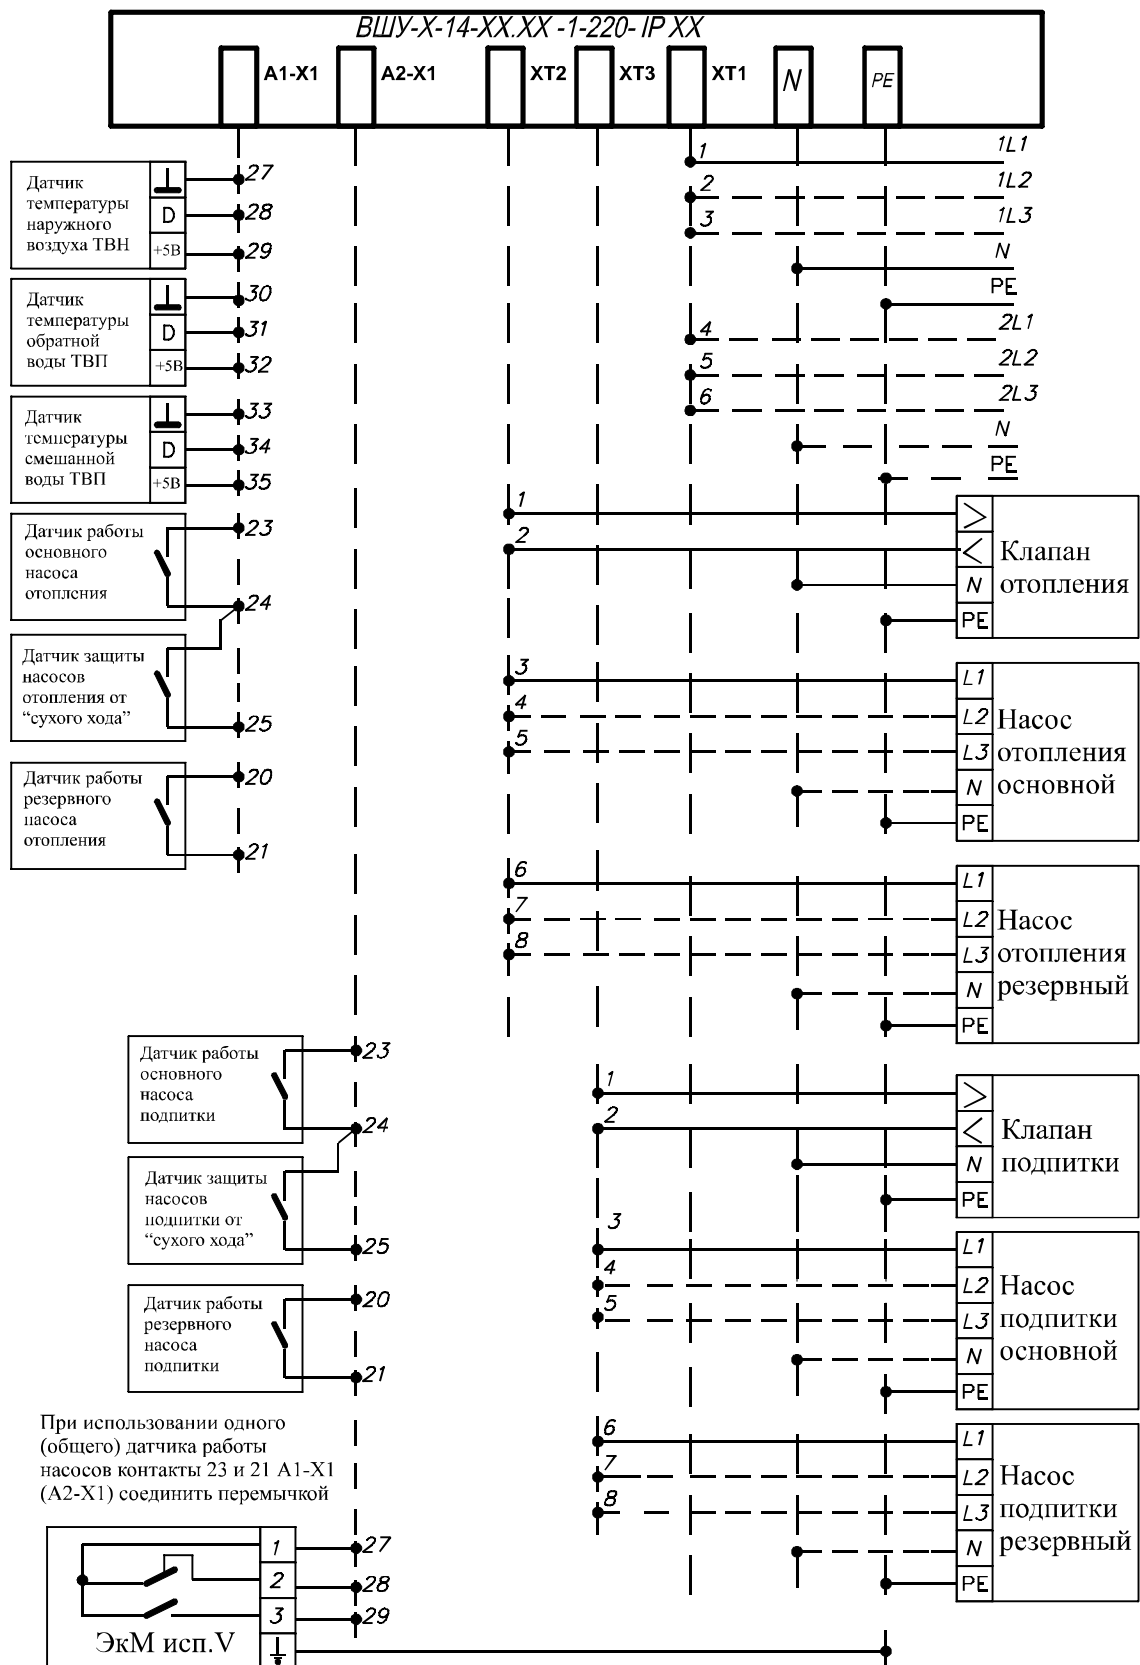 ВШУ-Х-14-ХХ.ХХ -1-220- IP XX
А1-Х1
А2-Х1
ХТ2
ХТ3
ХТ1
N
PE
1
1L1
2
1L2
3
1L3
N
PE
4
2L1
5
2L2
6
2L3
N
PE
Датчик
температуры
наружного
воздуха ТВН
D
+5В
27
28
29
Датчик
температуры
обратной
воды ТВП
D
+5В
30
31
32
Датчик
температуры
смешанной
воды ТВП
D
+5В
33
34
35
Датчик работы
основного
насоса
отопления
23
24
Датчик защиты
насосов
отопления от
“сухого хода”
25
Датчик работы
резервного
насоса
отопления
20
21
1
2
>
<
N
PE
Клапан
отопления
3
4
5
L1
L2
L3
N
PE
Насос
отопления
основной
6
7
8
L1
L2
L3
N
PE
Насос
отопления
резервный
Датчик работы
основного
насоса
подпитки
23
24
Датчик защиты
насосов
подпитки от
“сухого хода”
25
Датчик работы
резервного
насоса
подпитки
20
21
1
2
>
<
N
PE
Клапан
подпитки
3
4
5
L1
L2
L3
N
PE
Насос
подпитки
основной
6
7
8
L1
L2
L3
N
PE
Насос
подпитки
резервный
При использовании одного
(общего) датчика работы
насосов контакты 23 и 21 А1-Х1
(А2-Х1) соединить перемычкой
1
2
3
27
28
29
ЭкМ исп.V